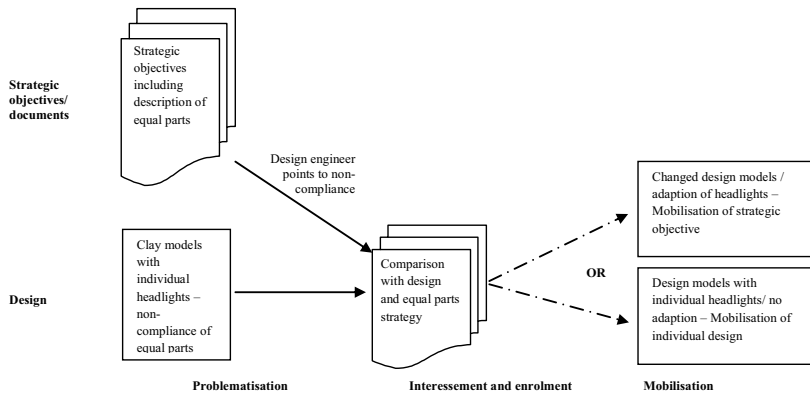 Strategic
objectives/
documents
Strategic
objectives
including
description of
equal parts
Design engineer
points to non-
compliance
Changed design models /
adaption of headlights –
Mobilisation of strategic
objective
OR
Design
Clay models
with
individual
headlights –
non-
compliance of
equal parts
Comparison
with design
and equal parts
strategy
Design models with
individual headlights/ no
adaption – Mobilisation of
individual design
Problematisation
Interessement and enrolment
Mobilisation